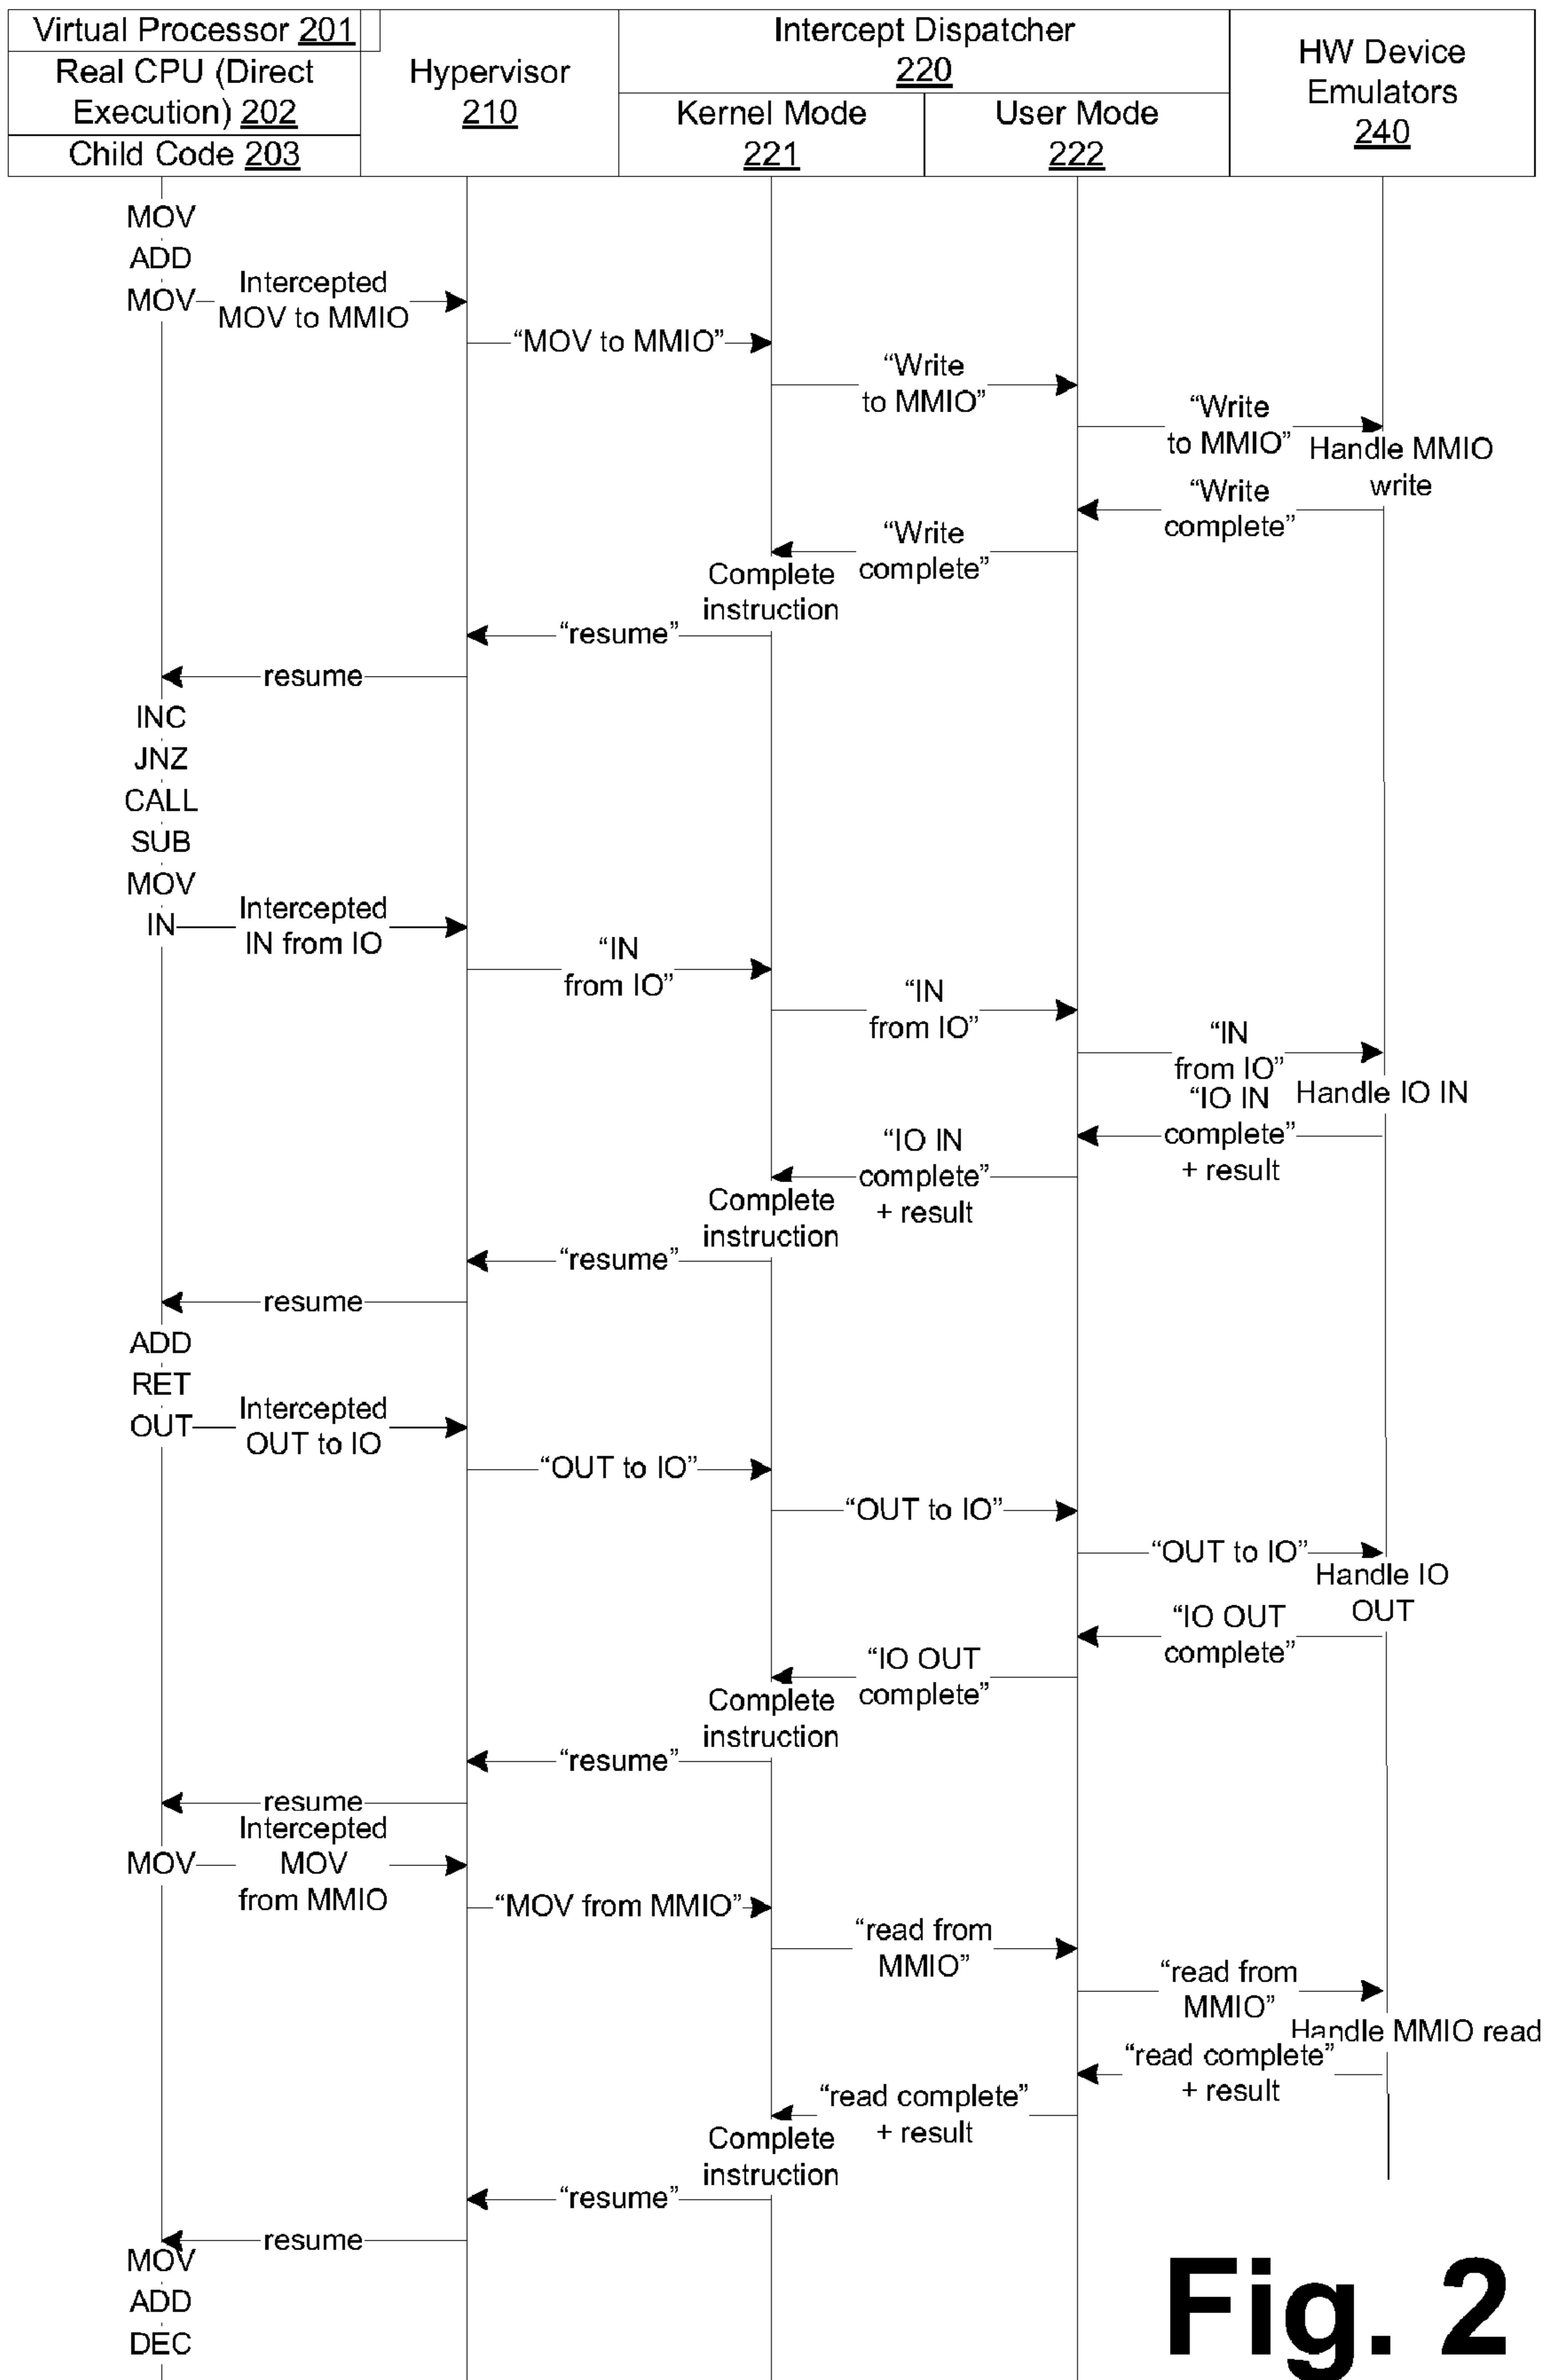 Virtual Processor 201
Real CPU (Direct
Execution) 202
Child Code 203
Hypervisor
210
Intercept Dispatcher
220
Kernel Mode
221
User Mode
222
HW Device
Emulators
240
MOV
ADD
MOV
Intercepted
MOV to MMIO
“MOV to MMIO”
“Write
to MMIO”
“Write
to MMIO”
Handle MMIO
write
“Write
complete”
“Write
complete”
Complete
instruction
“resume”
resume
INC
JNZ
CALL
SUB
MOV
IN
Intercepted
IN from IO
“IN
from IO”
“IN
from IO”
“IN
from IO”
Handle IO IN
“IO IN
complete”
+ result
“IO IN
complete”
+ result
Complete
instruction
“resume”
resume
ADD
RET
OUT
Intercepted
OUT to IO
“OUT to IO”
“OUT to IO”
“OUT to IO”
Handle IO
OUT
“IO OUT
complete”
“IO OUT
complete”
Complete
instruction
“resume”
resume
MOV
Intercepted
MOV
from MMIO
“MOV from MMIO”
“read from
MMIO”
“read from
MMIO”
Handle MMIO read
“read complete”
+ result
“read complete”
+ result
Complete
instruction
“resume”
resume
MOV
ADD
DEC
Fig. 2